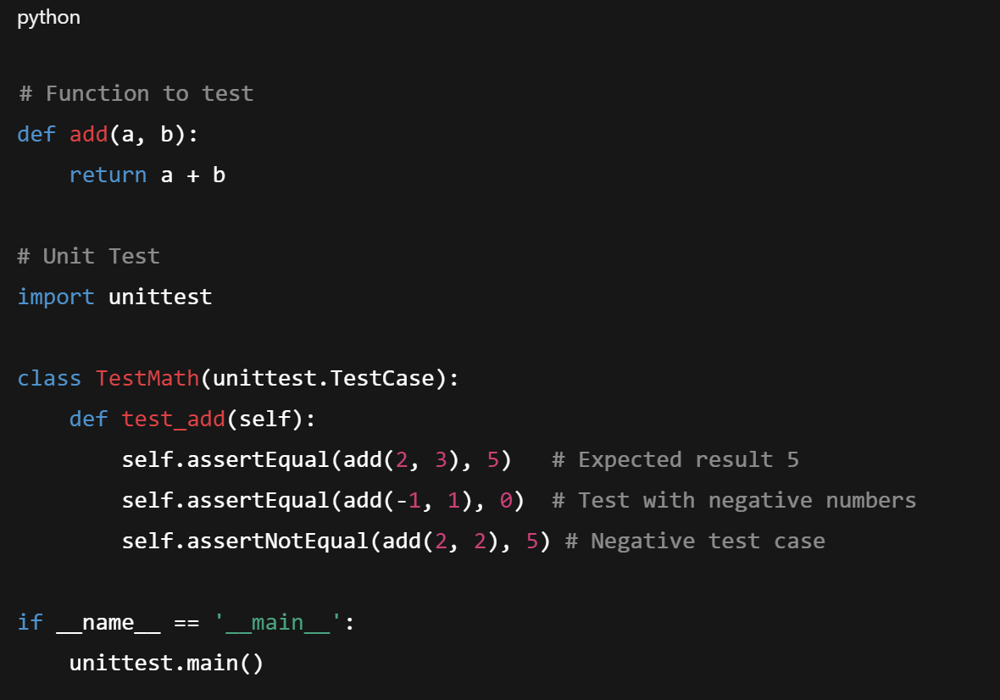 python
# Function to test
def add(a, b):
    return a + b
# Unit Test
import unittest
class TestMath(unittest.TestCase):
    def test_add(self):
        self.assertEqual(add(2, 3), 5)   # Expected result 5
        self.assertEqual(add(-1, 1), 0)  # Test with negative numbers
        self.assertNotEqual(add(2, 2), 5) # Negative test case
if __name__ == '__main__':
    unittest.main()